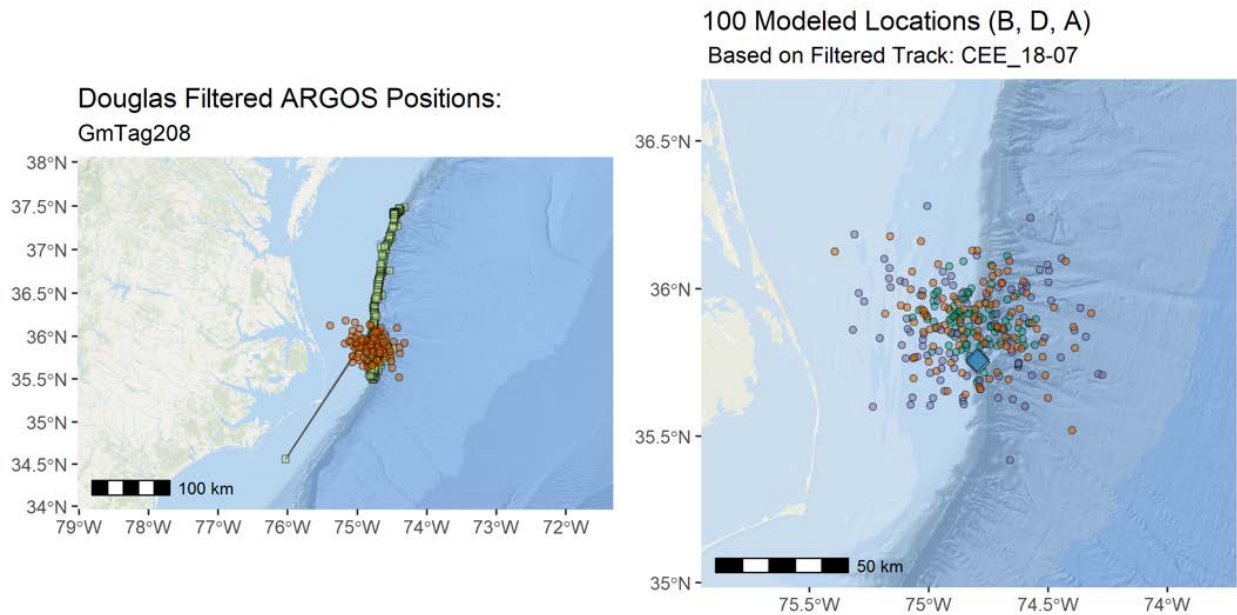 Douglas Filtered ARGOS Positions:
GmTag208
38°N
37.5°N
37°N
36.5°N
36°N
35.5°N
35°N
34.5°N
34°N
100 km
79°W
78°W
77°W
76°W
75°W
74°W
73°W
72°W
100 Modeled Locations (B, D, A)
Based on Filtered Track: CEE_18-07
36.5°N
36°N
35.5°N
35°N
50 km
75.5°W
75°W
74.5°W
74°W